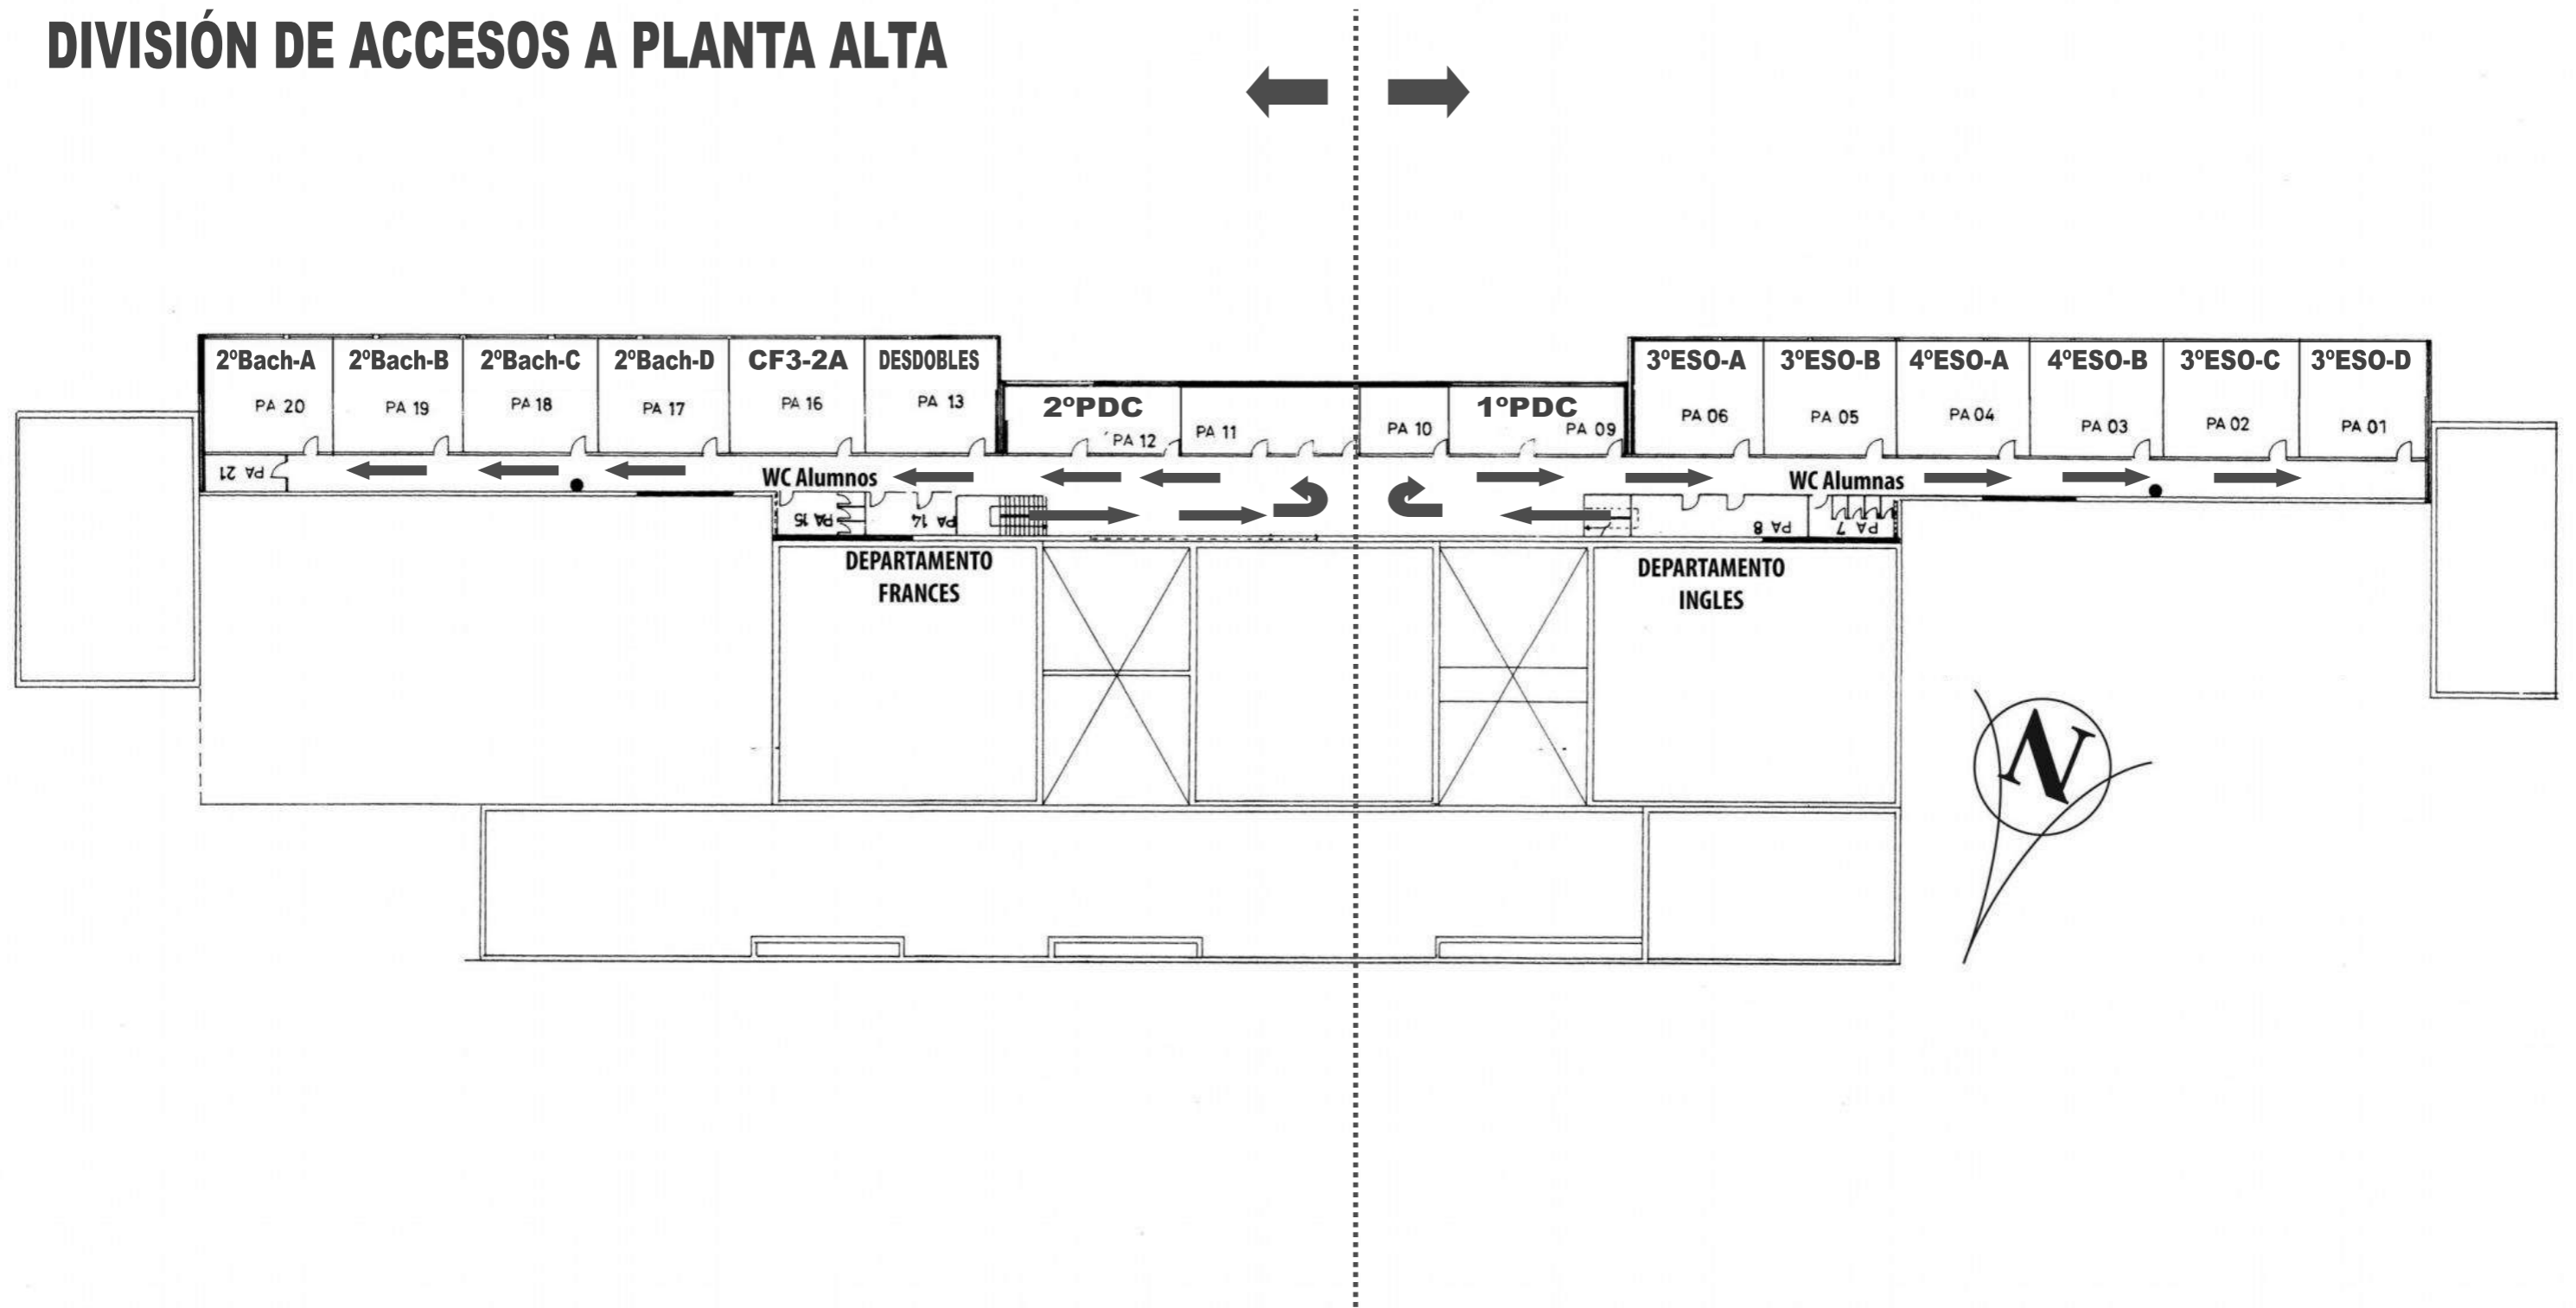 DIVISIÓN DE ACCESOS A PLANTA ALTA
2ºBach-A
2ºBach-B
2ºBach-C
2ºBach-D
CF3-2A
DESDOBLES
3ºESO-A
3ºESO-B
4ºESO-A
4ºESO-B
3ºESO-C
3ºESO-D
PA 20
PA 19
PA 18
PA 17
PA 16
PA 13
2ºPDC
PA 12
PA 11
PA 10
1ºPDC
PA 09
PA 06
PA 05
PA 04
PA 03
PA 02
PA 01
PA 21
WC Alumnos
WC Alumnas
PA 15
PA 14
PA 8
PA 7
DEPARTAMENTO
FRANCES
DEPARTAMENTO
INGLES
N